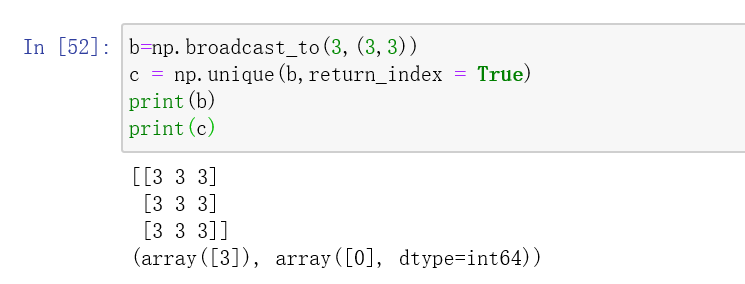 In [52]: b=np.broadcast_to(3,(3,3))
c = np.unique(b,return_index = True)
print(b)
print(c)
[[3 3 3]
 [3 3 3]
 [3 3 3]]
(array([3]), array([0], dtype=int64))